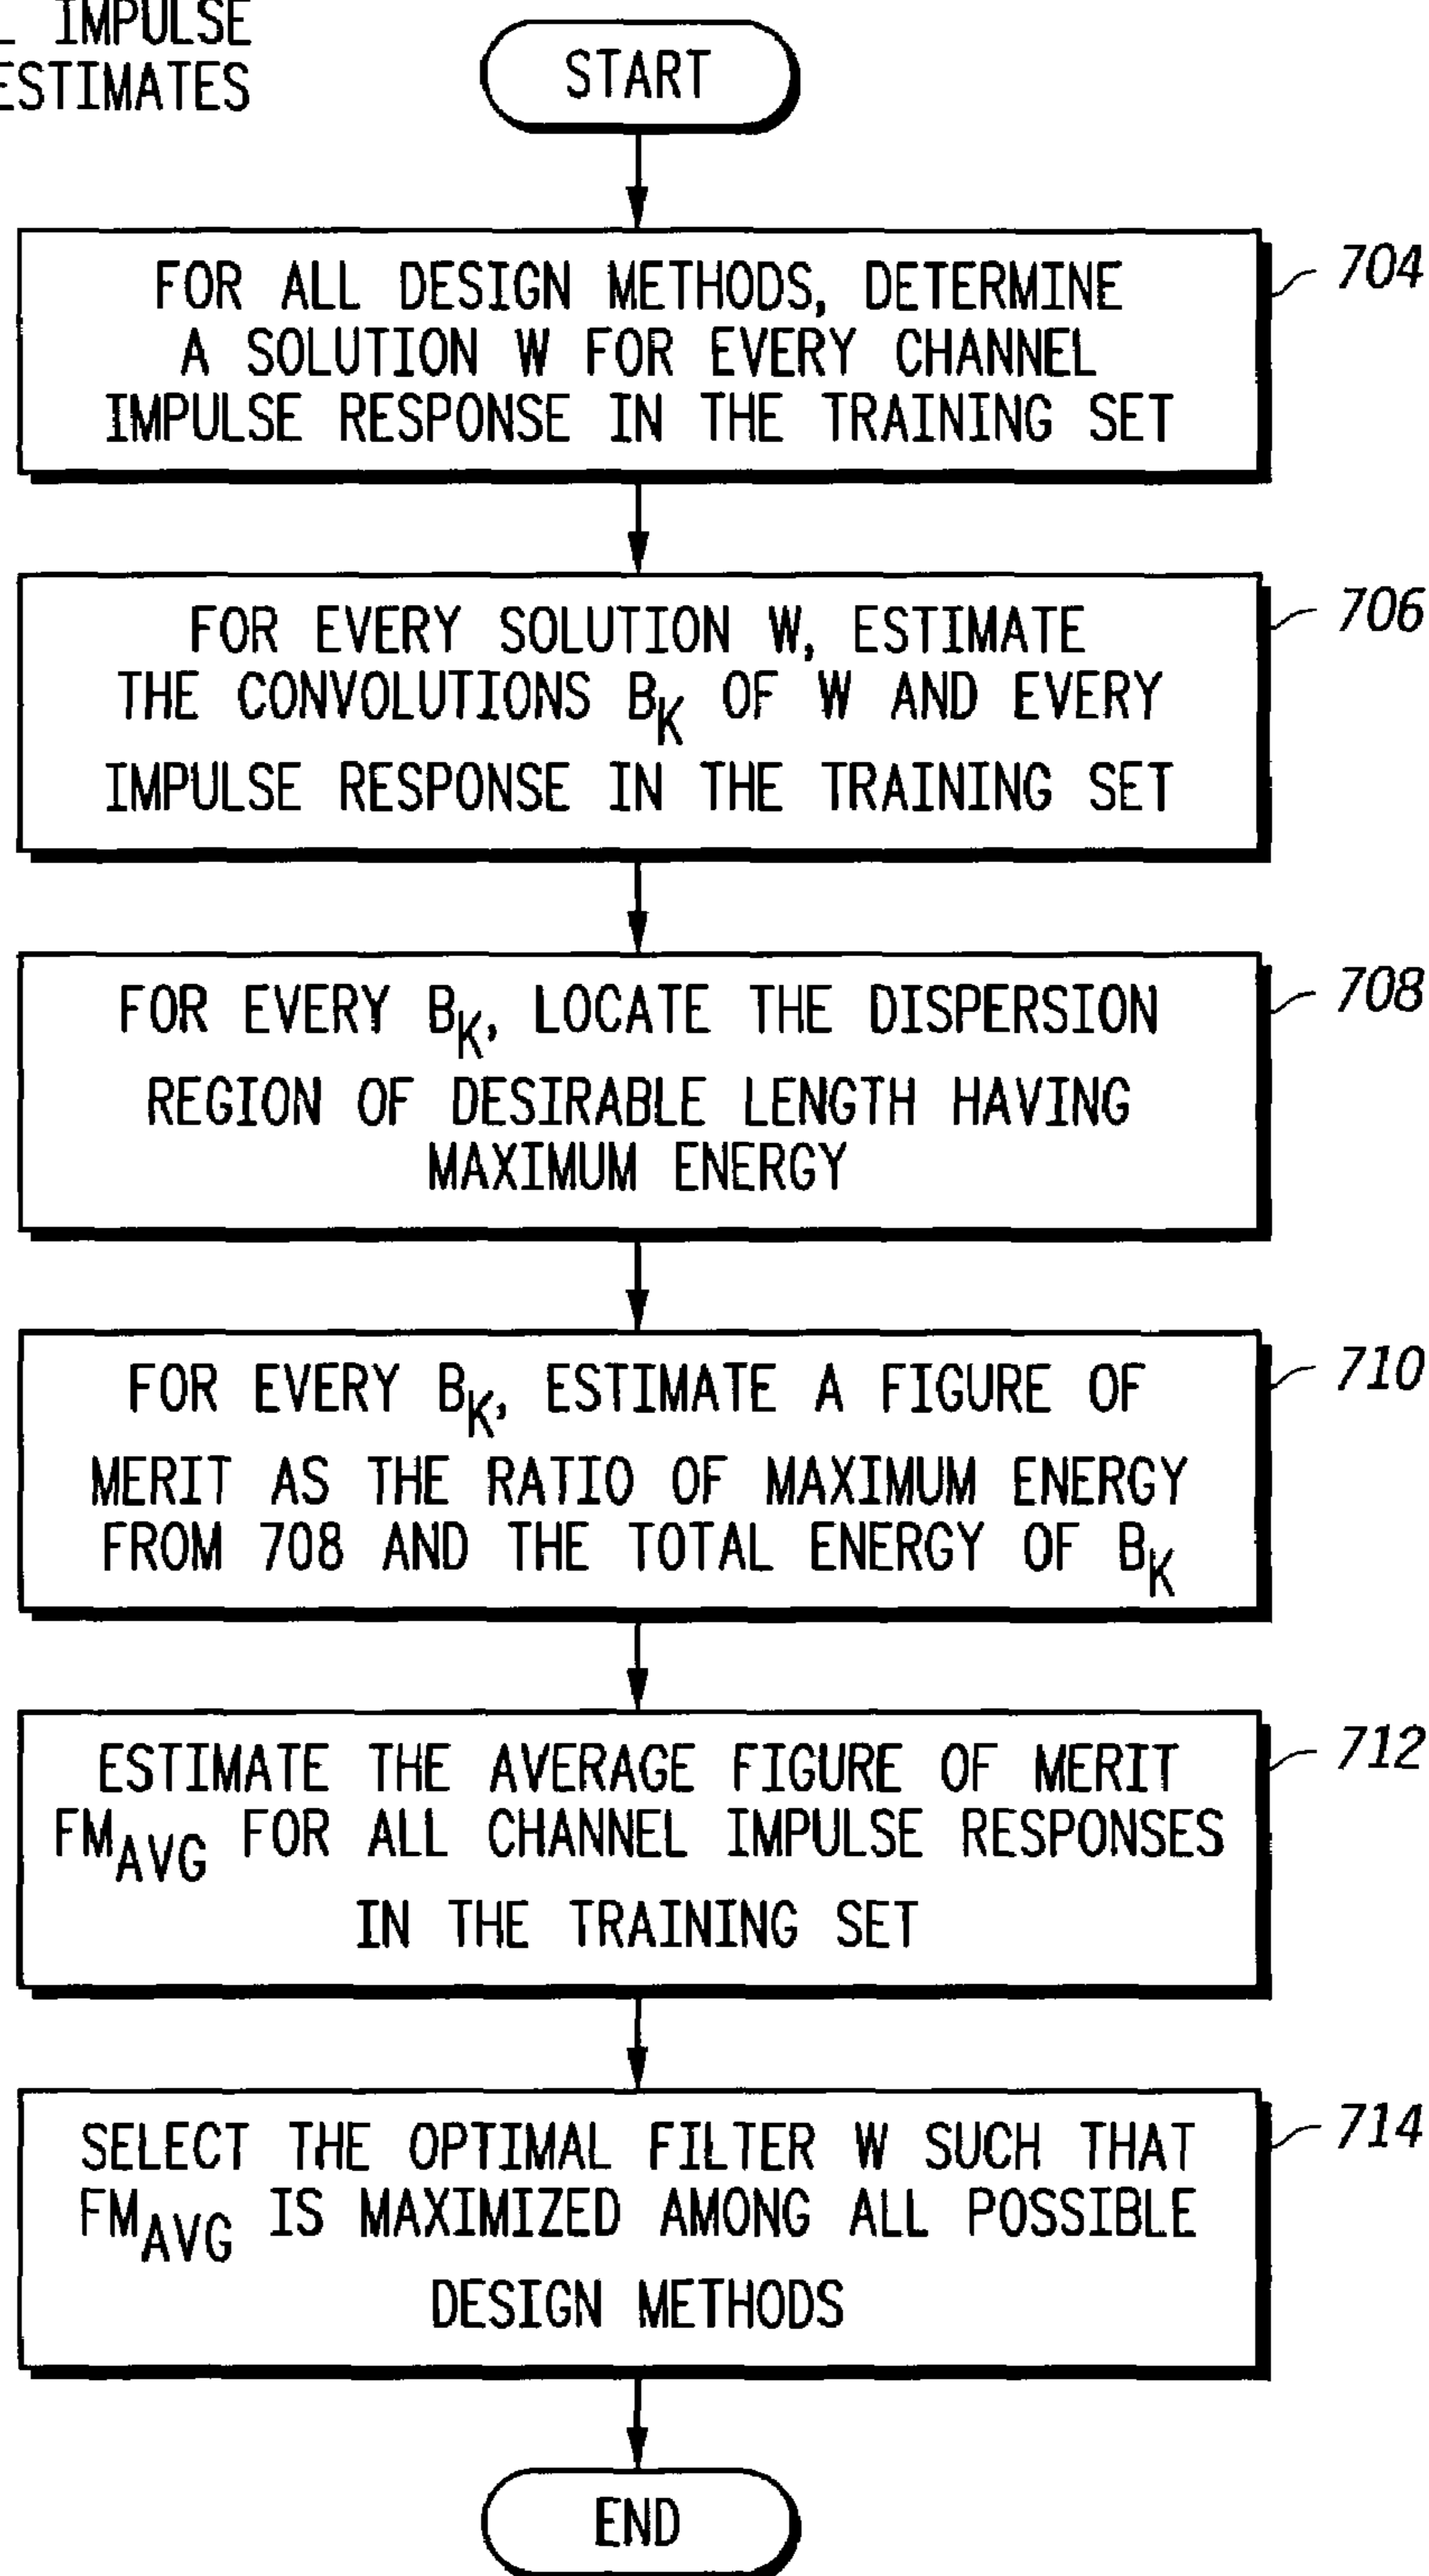 IMPULSE
ESTIMATES
START
FOR ALL DESIGN METHODS, DETERMINE
A SOLUTION W FOR EVERY CHANNEL
IMPULSE RESPONSE IN THE TRAINING SET
704
FOR EVERY SOLUTION W, ESTIMATE
THE CONVOLUTIONS BK OF W AND EVERY
IMPULSE RESPONSE IN THE TRAINING SET
706
FOR EVERY BK, LOCATE THE DISPERSION
REGION OF DESIRABLE LENGTH HAVING
MAXIMUM ENERGY
708
FOR EVERY BK, ESTIMATE A FIGURE OF
MERIT AS THE RATIO OF MAXIMUM ENERGY
FROM 708 AND THE TOTAL ENERGY OF BK
710
ESTIMATE THE AVERAGE FIGURE OF MERIT
FMAVG FOR ALL CHANNEL IMPULSE RESPONSES
IN THE TRAINING SET
712
SELECT THE OPTIMAL FILTER W SUCH THAT
FMAVG IS MAXIMIZED AMONG ALL POSSIBLE
DESIGN METHODS
714
END